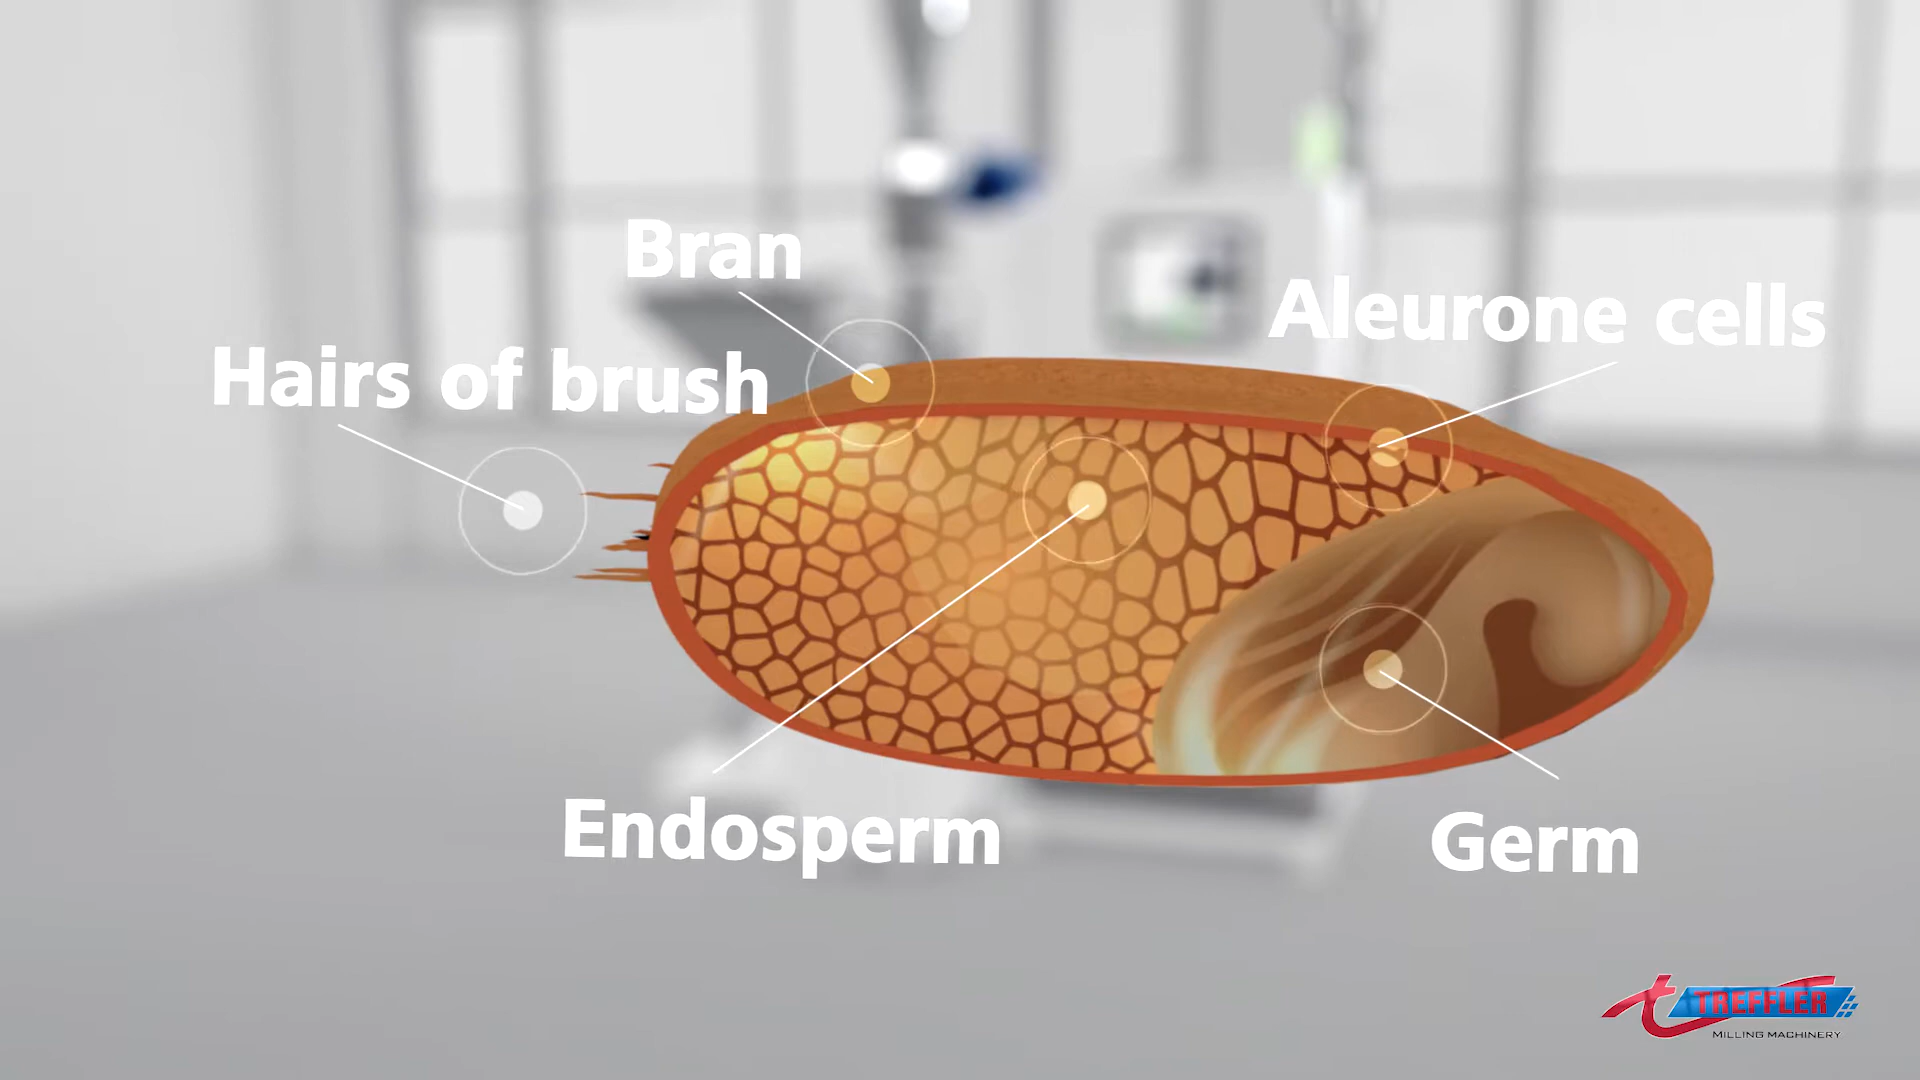 Bran
Aleurone cells
Hairs of brush
Endosperm
Germ
t TREFFLER
MILLING MACHINERY